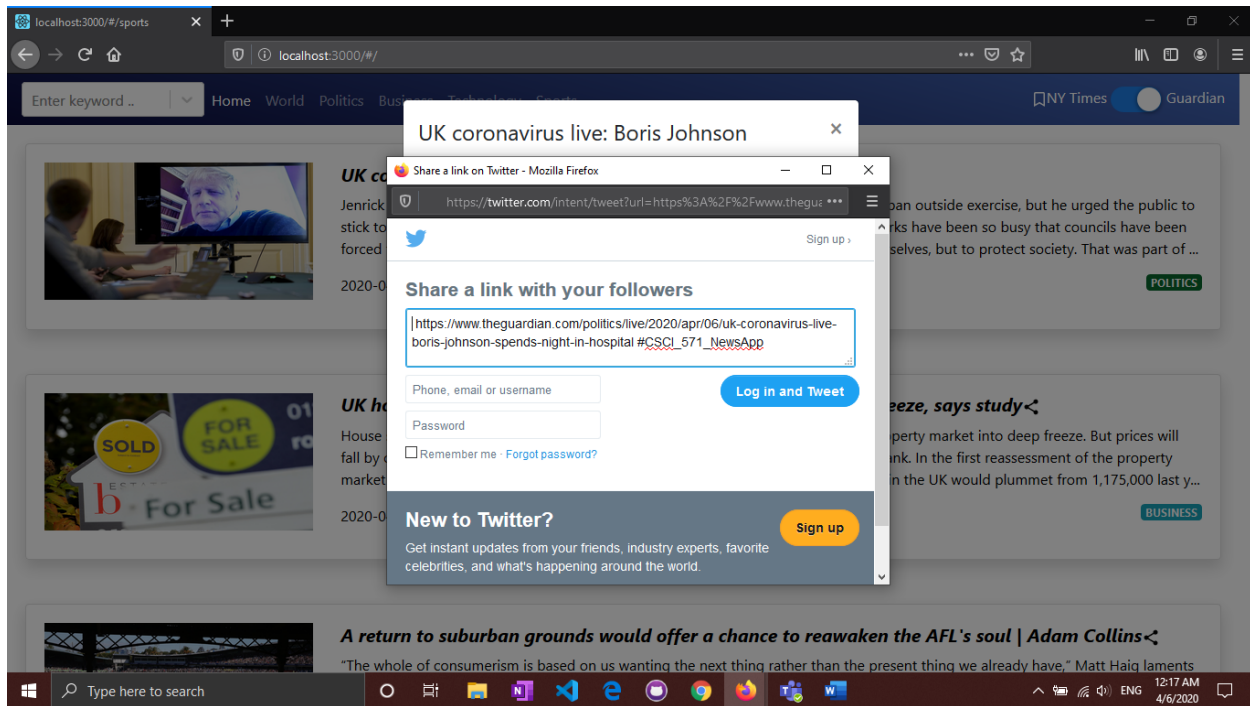 localhost:3000/#/sports
localhost:3000/#/
Enter keyword ..
Home World Politics Business Technology Sports
NY Times
Guardian
UK coronavirus live: Boris Johnson
×
Share a link on Twitter - Mozilla Firefox
https://twitter.com/intent/tweet?url=https%3A%2F%2Fwww.thegua
Sign up ›
Share a link with your followers
https://www.theguardian.com/politics/live/2020/apr/06/uk-coronavirus-live-
boris-johnson-spends-night-in-hospital #CSCI_571_NewsApp
Phone, email or username
Log in and Tweet
Password
Remember me · Forgot password?
New to Twitter?
Sign up
Get instant updates from your friends, industry experts, favorite
celebrities, and what's happening around the world.
UK co
Jenrick
ban outside exercise, but he urged the public to
stick to
rks have been so busy that councils have been
forced
selves, but to protect society. That was part of ...
2020-0
POLITICS
SOLD
FOR
SALE
01
ro
b
For Sale
UK ho
eeze, says study
House
perty market into deep freeze. But prices will
fall by
nk. In the first reassessment of the property
market
n the UK would plummet from 1,175,000 last y...
2020-0
BUSINESS
A return to suburban grounds would offer a chance to reawaken the AFL's soul | Adam Collins
"The whole of consumerism is based on us wanting the next thing rather than the present thing we already have," Matt Haig laments
Type here to search
ENG
12:17 AM
4/6/2020